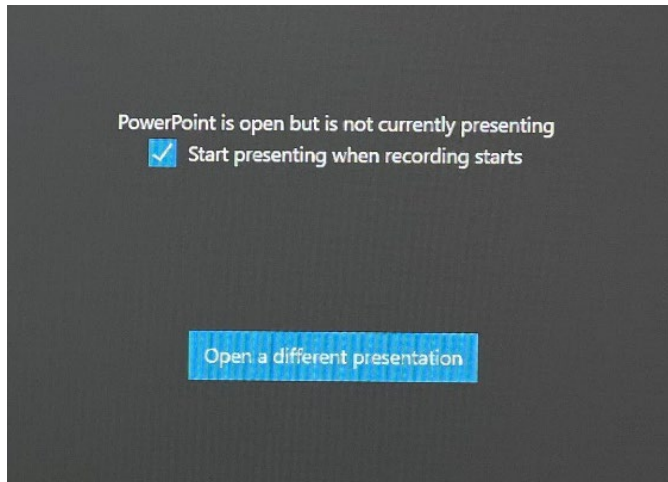 PowerPoint is open but is not currently presenting
Start presenting when recording starts
Open a different presentation